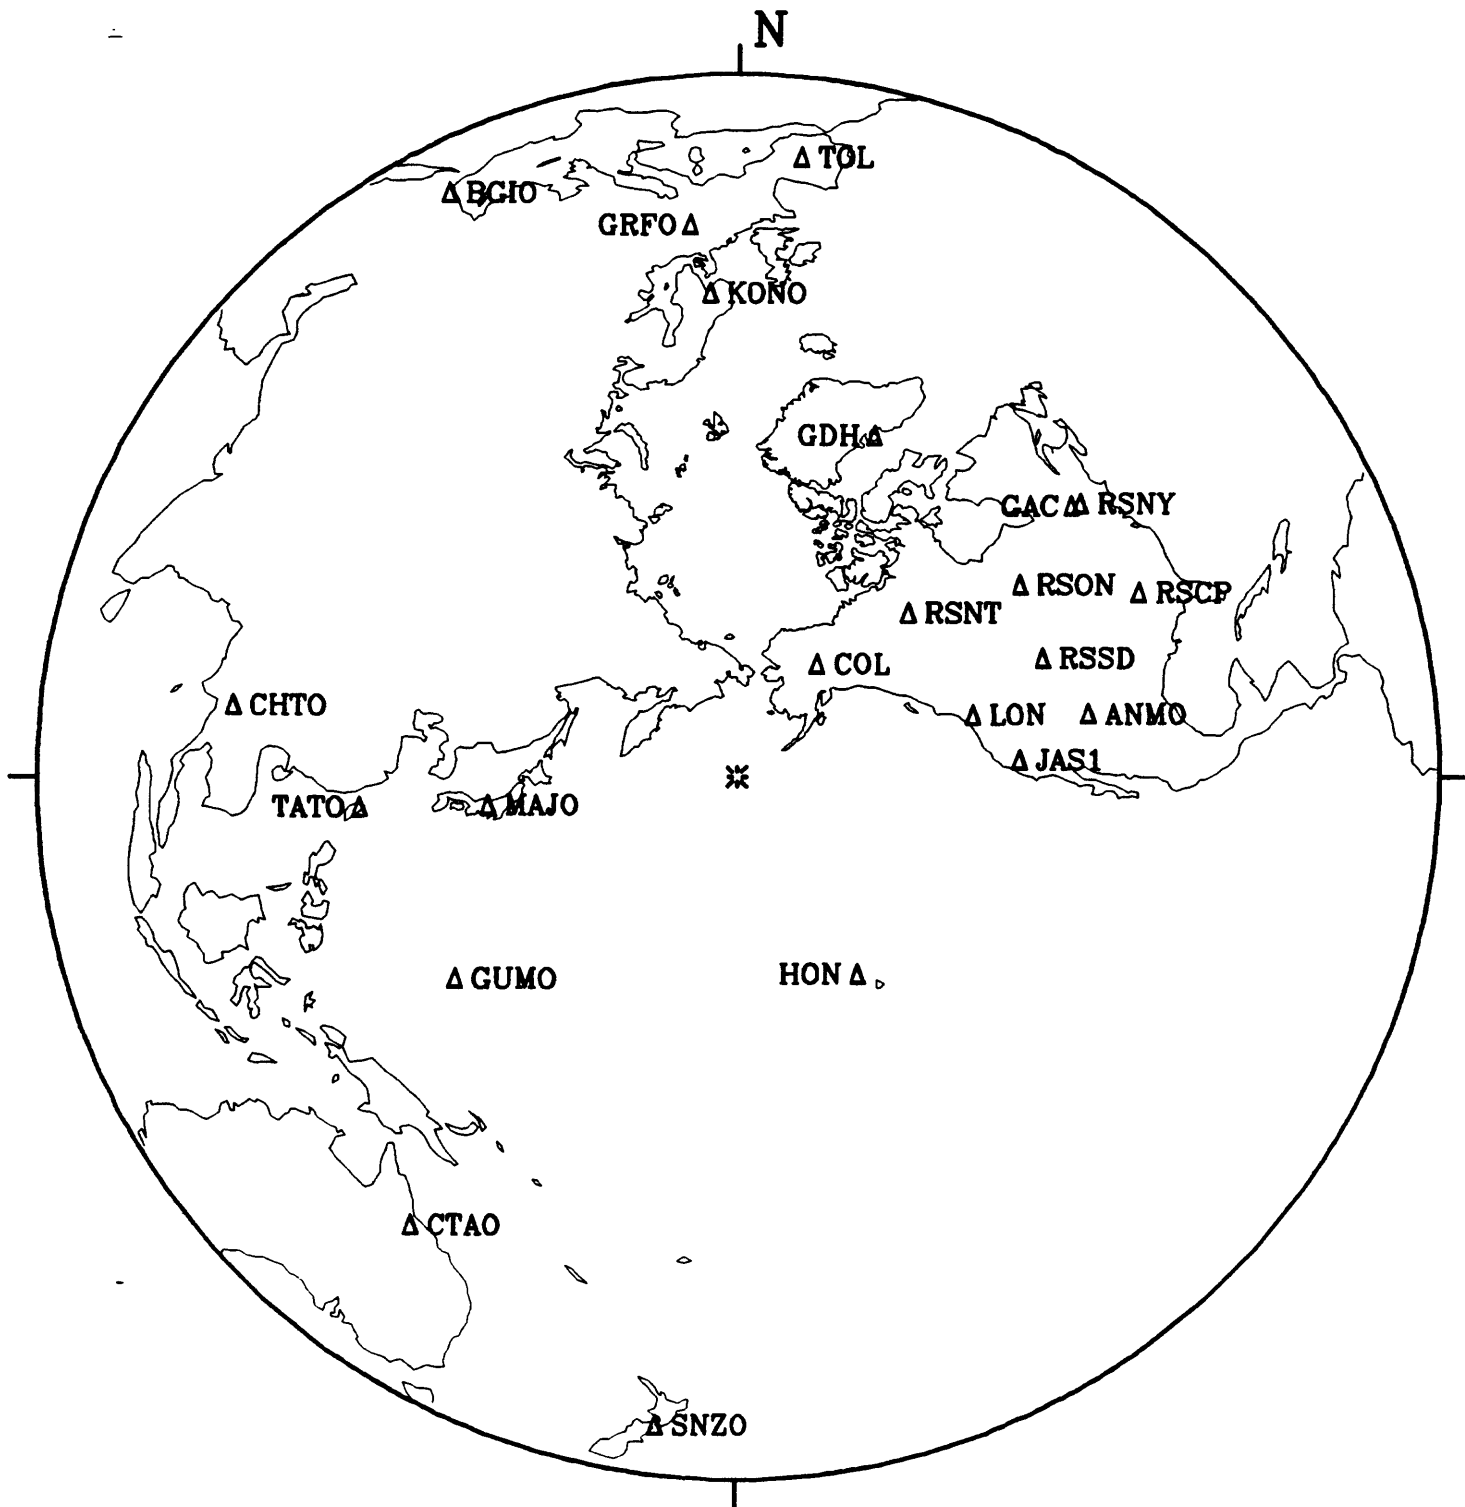 N
TOL
BGIO
GRFO
KONO
GDH
GAC
RSNY
RSON
RSCP
RSNT
COL
RSSD
CHTO
LON
ANMO
JAS1
TATO
MAJO
GUMO
HON
CTAO
SNZO